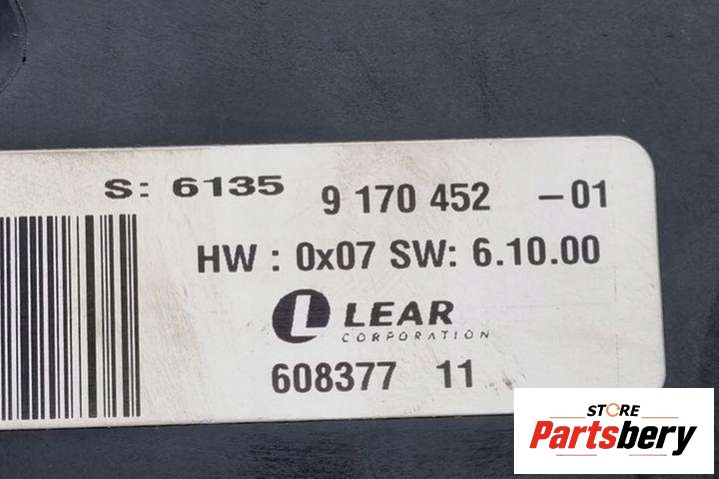 S: 6135 9 170 452 -01
HW : 0x07 SW: 6.10.00
L LEAR
CORPORATION
608377 11
STORE
Partsbery